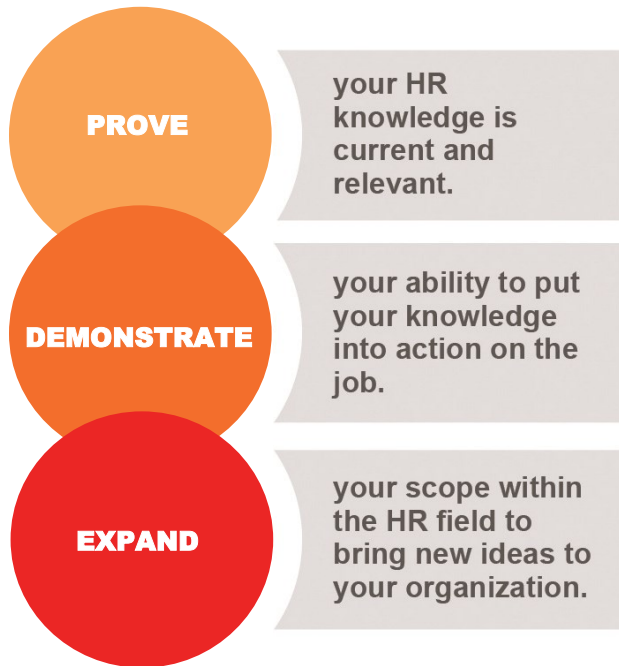 PROVE
your HR
knowledge is
current and
relevant.
DEMONSTRATE
your ability to put
your knowledge
into action on the
job.
EXPAND
your scope within
the HR field to
bring new ideas to
your organization.